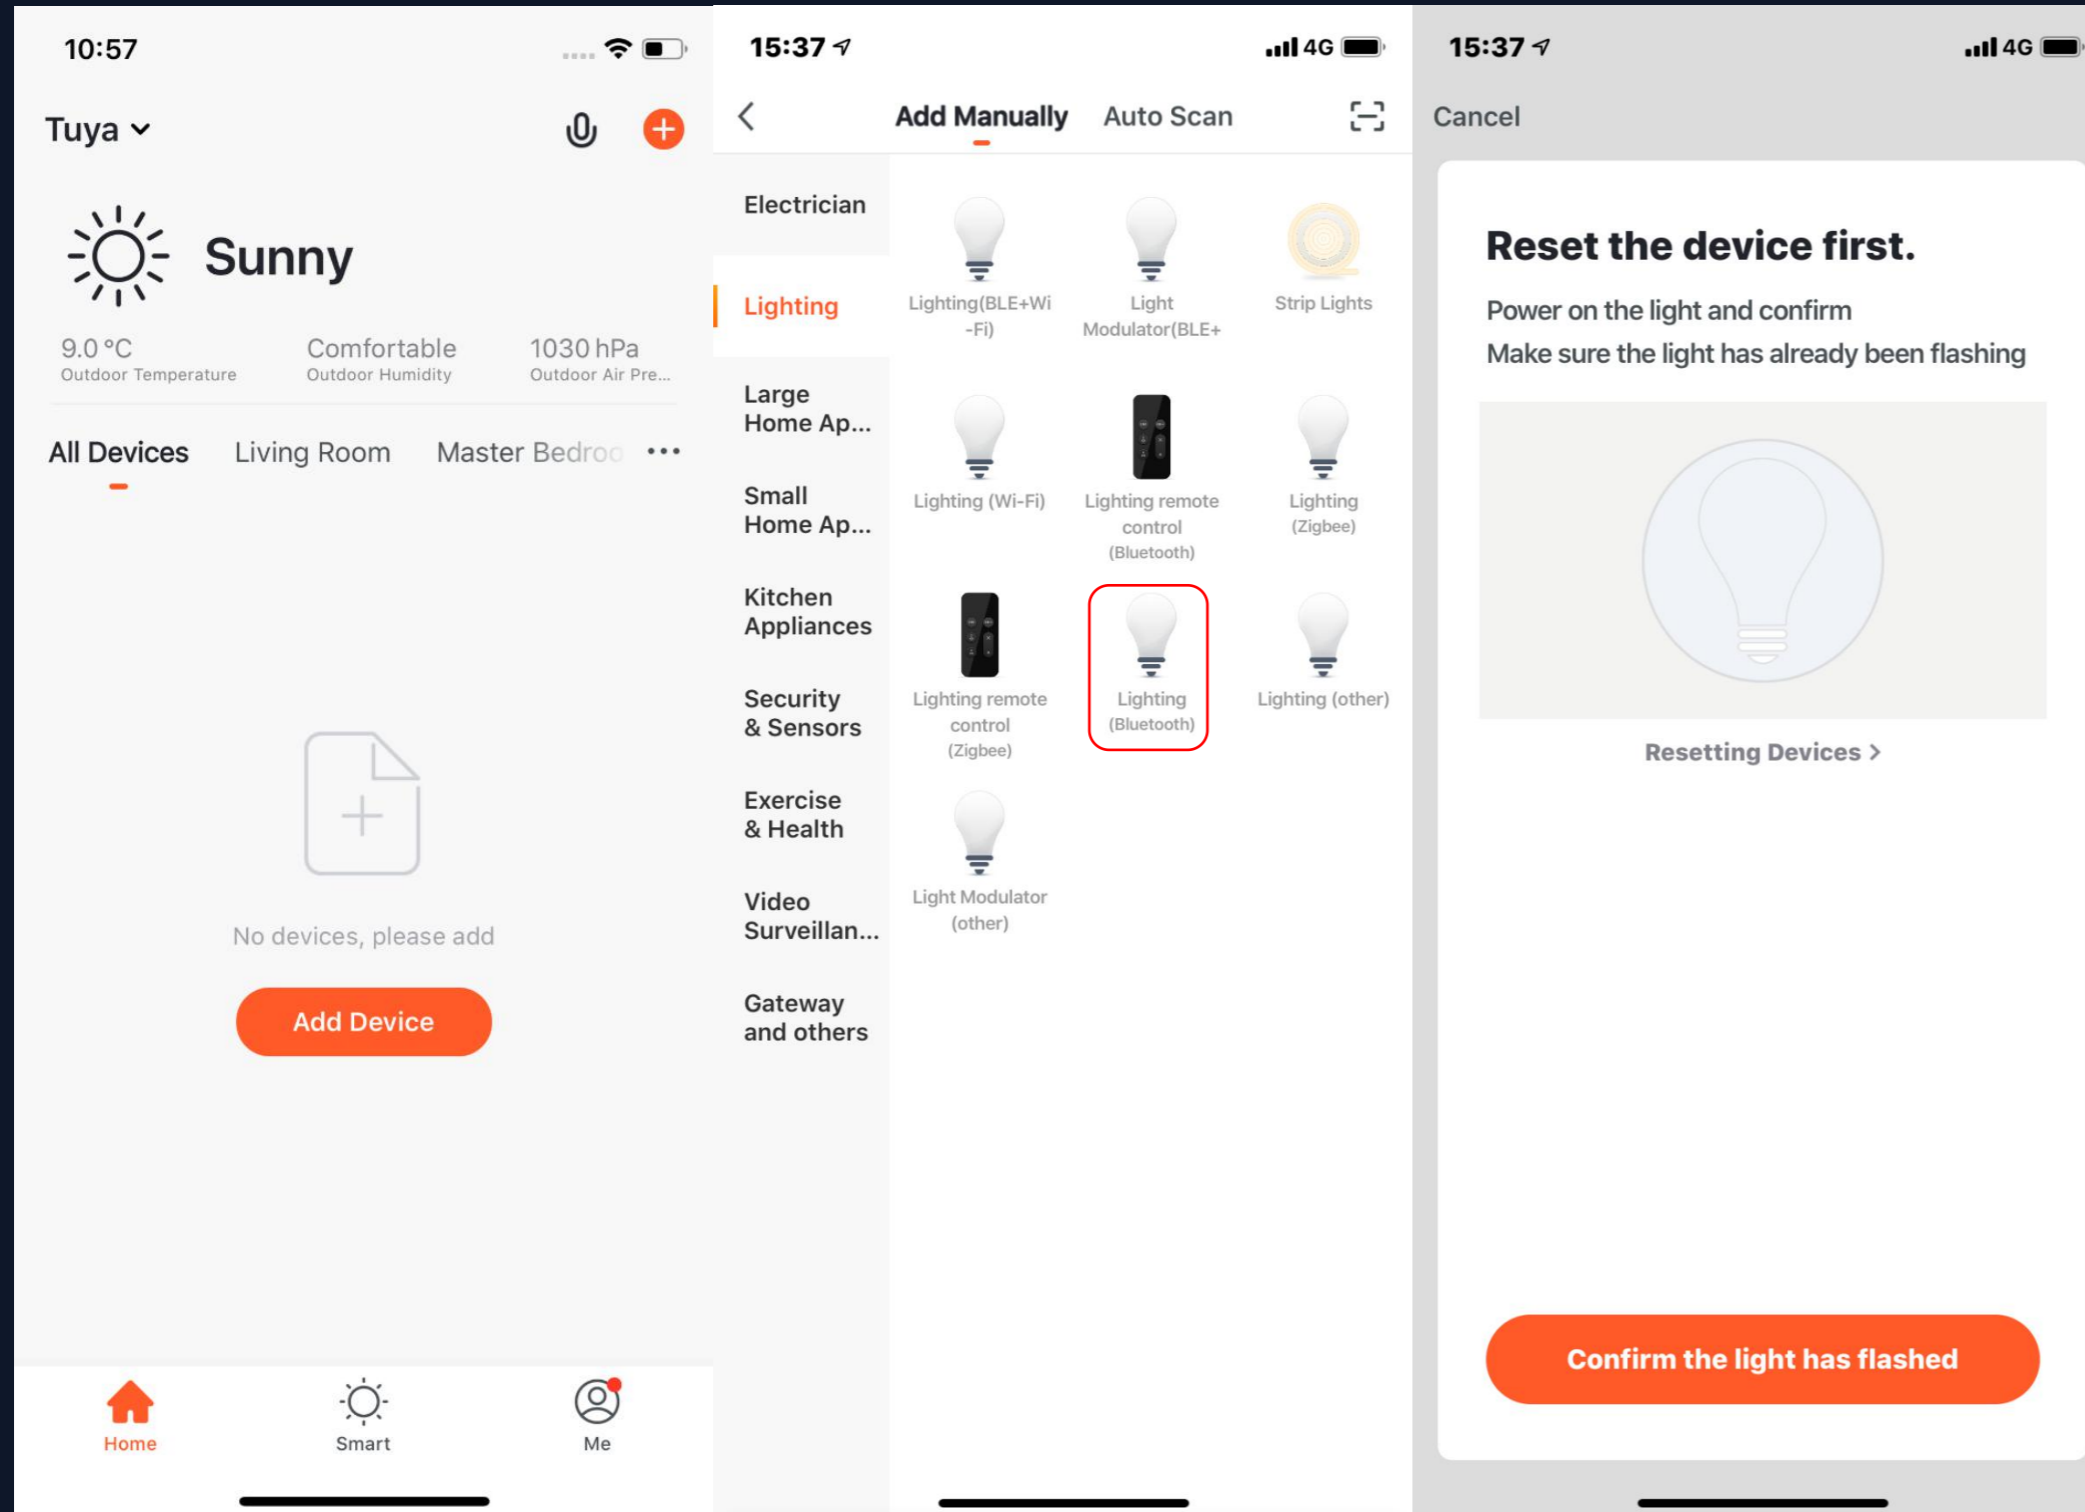 10:57
Tuya
Sunny
9.0 °C
Outdoor Temperature
Comfortable
Outdoor Humidity
1030 hPa
Outdoor Air Pre...
All Devices
Living Room
Master Bedroo
No devices, please add
Add Device
Home
Smart
Me
15:37
4G
Add Manually
Auto Scan
Electrician
Lighting
Large
Home Ap...
Small
Home Ap...
Kitchen
Appliances
Security
& Sensors
Exercise
& Health
Video
Surveillan...
Gateway
and others
Lighting(BLE+Wi
-Fi)
Light
Modulator(BLE+
Strip Lights
Lighting (Wi-Fi)
Lighting remote
control
(Bluetooth)
Lighting
(Zigbee)
Lighting remote
control
(Zigbee)
Lighting
(Bluetooth)
Lighting (other)
Light Modulator
(other)
15:37
4G
Cancel
Reset the device first.
Power on the light and confirm
Make sure the light has already been flashing
Resetting Devices >
Confirm the light has flashed